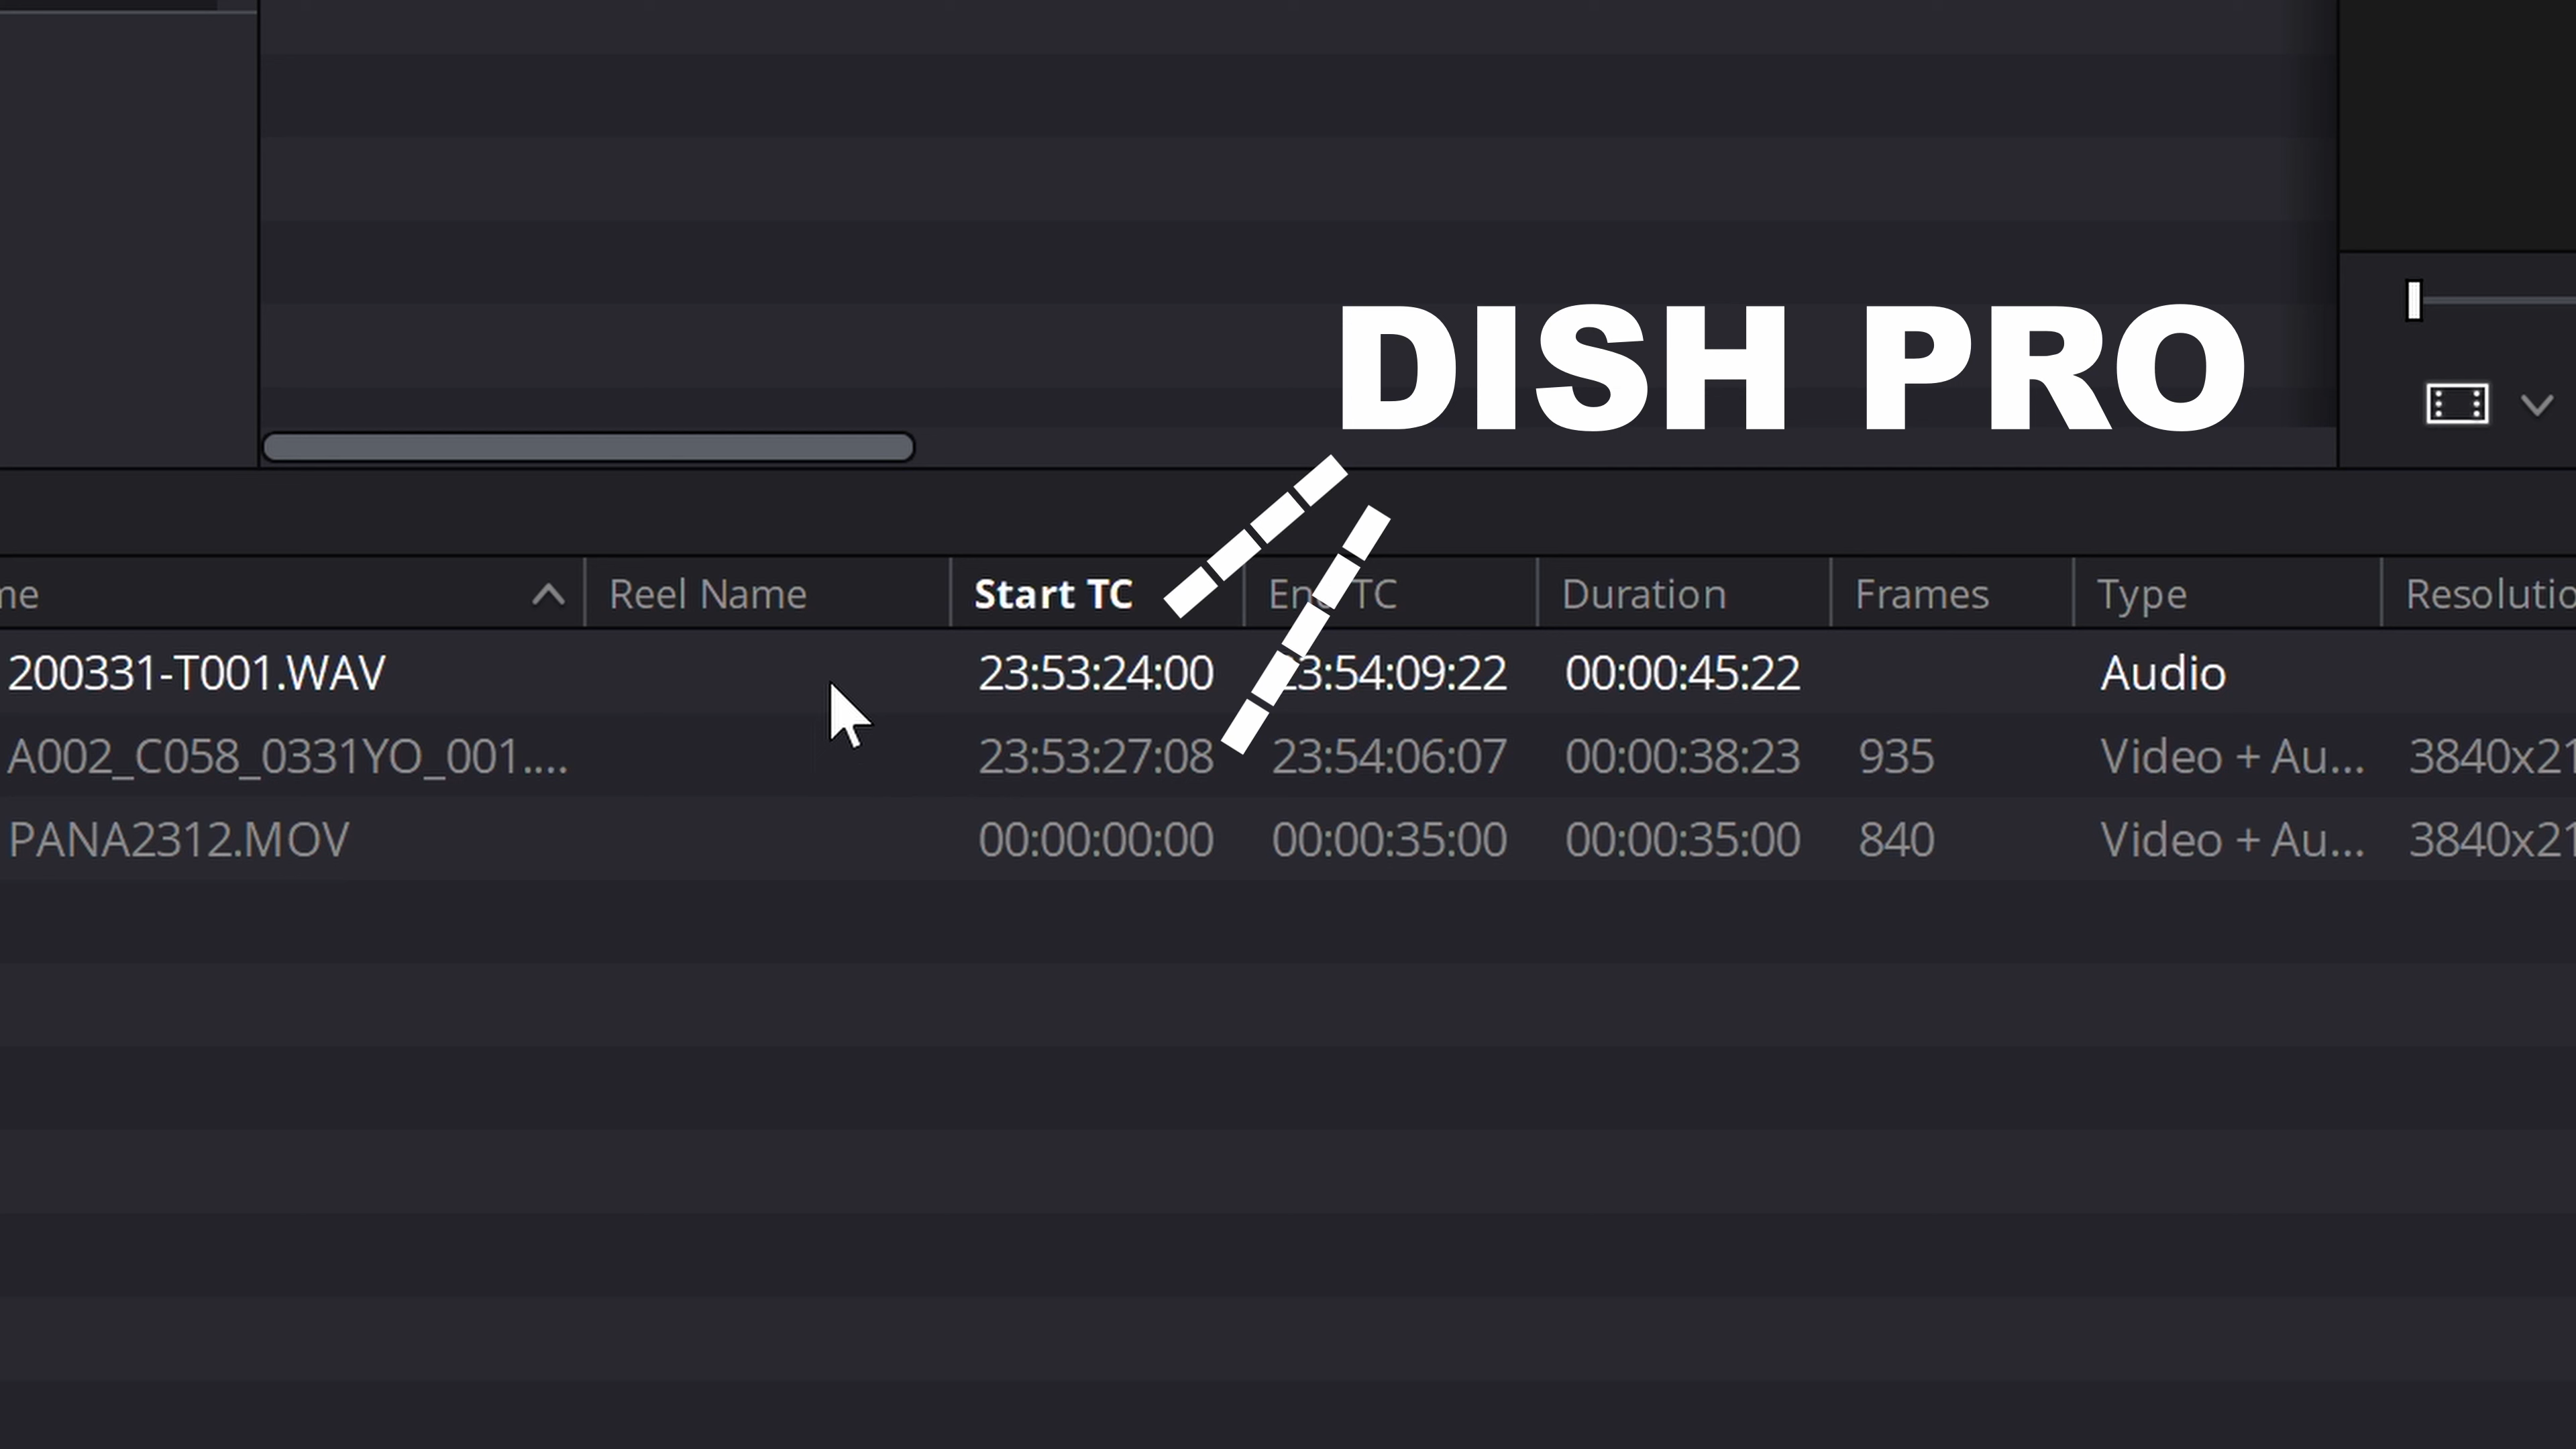 DISH PRO
me Reel Name Start TC End TC Duration Frames Type Resolutio
200331-T001.WAV 23:53:24:00 23:54:09:22 00:00:45:22 Audio
A002_C058_0331YO_001.... 23:53:27:08 23:54:06:07 00:00:38:23 935 Video + Au... 3840x21
PANA2312.MOV 00:00:00:00 00:00:35:00 00:00:35:00 840 Video + Au... 3840x21